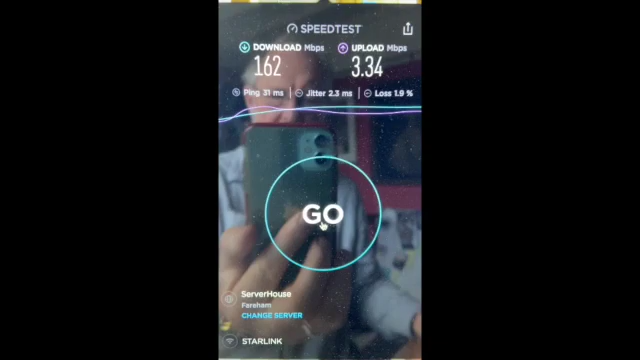 SPEEDTEST
DOWNLOAD Mbps UPLOAD Mbps
162 3.34
Ping 31 ms Jitter 2.3 ms Loss 1.9 %
GO
ServerHouse
Fareham
CHANGE SERVER
STARLINK